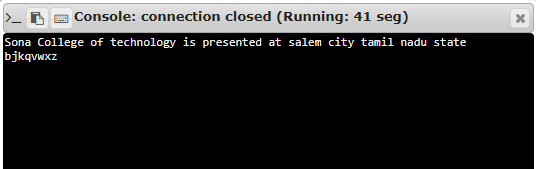 >_ Console: connection closed (Running: 41 seg)
Sona College of technology is presented at salem city tamil nadu state
bjkqvwxz